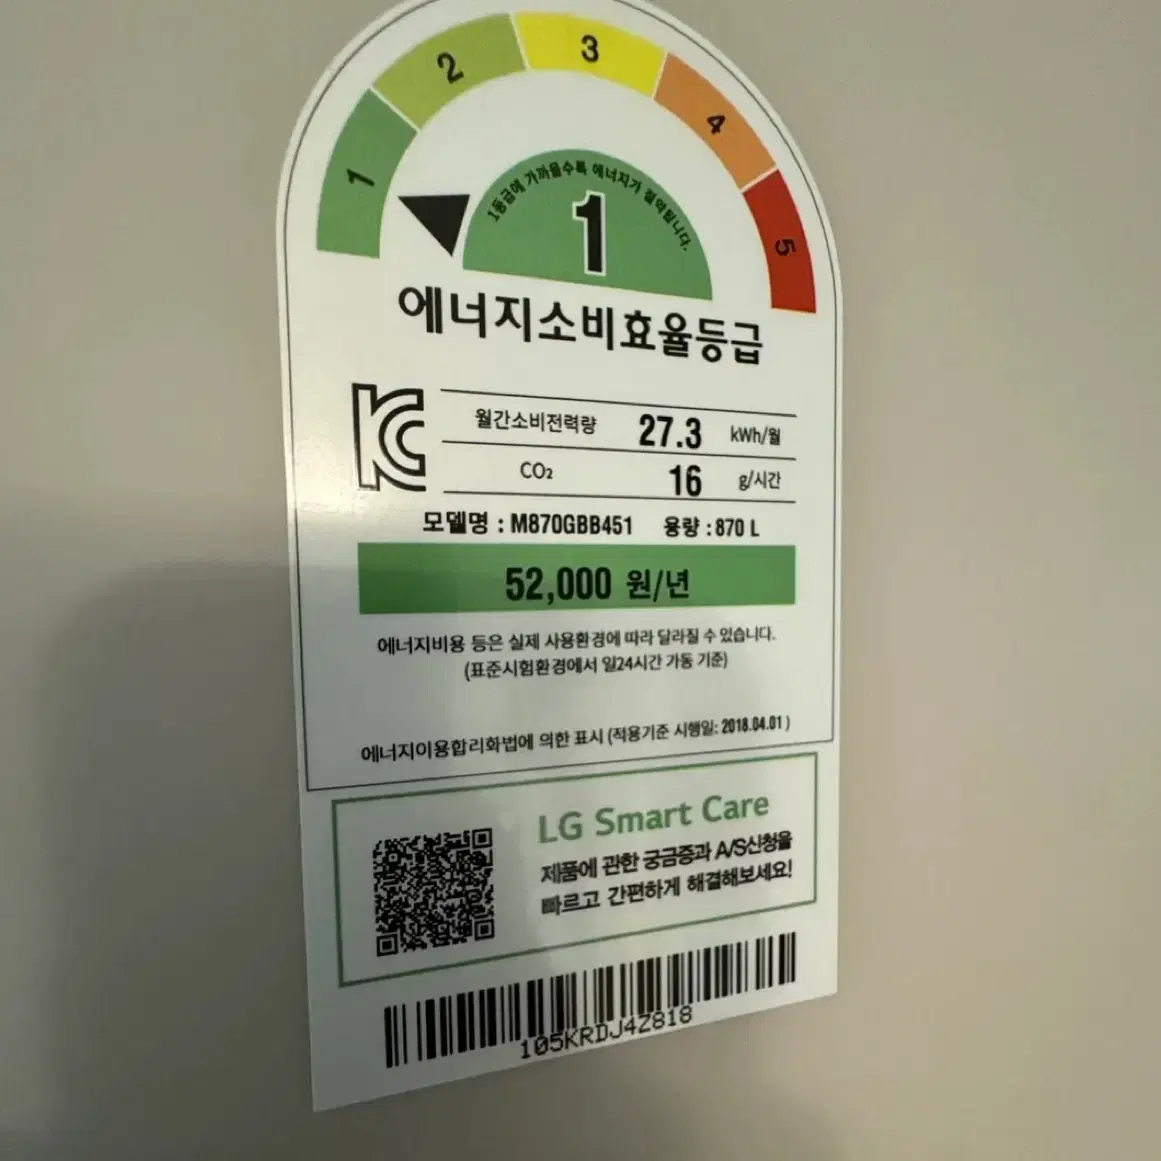 1 2 3 4 5
1등급에 가까울수록 에너지가 절약됩니다.
1
에너지소비효율등급
월간소비전력량 27.3 kWh/월
CO₂ 16 g/시간
모델명 : M870GBB451 용량 : 870 L
52,000 원/년
에너지비용 등은 실제 사용환경에 따라 달라질 수 있습니다.
(표준시험환경에서 일24시간 가동 기준)
에너지이용합리화법에 의한 표시 (적용기준 시행일: 2018.04.01 )
LG Smart Care
제품에 관한 궁금증과 A/S신청을
빠르고 간편하게 해결해보세요!
105KRDJ4Z818